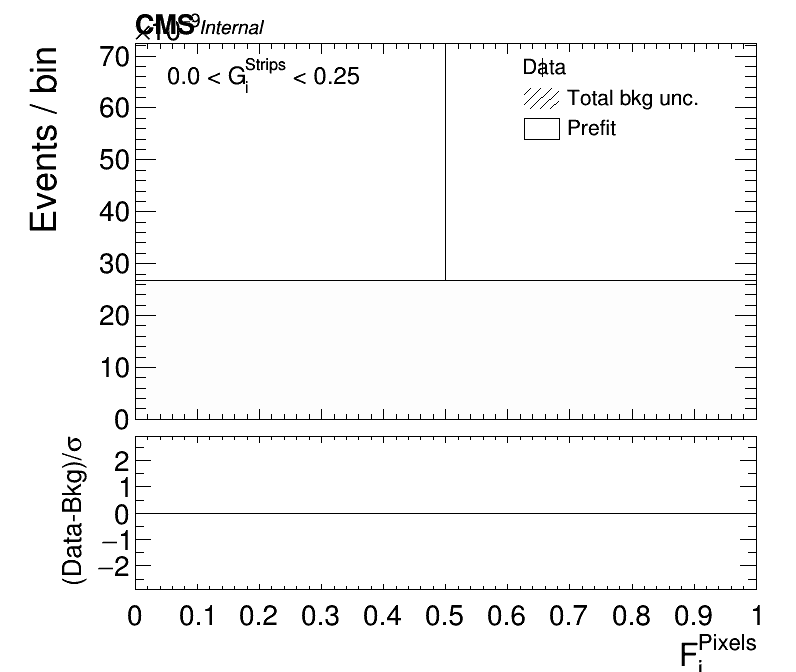 CMS Internal
×10⁻⁹
Events / bin
70
60
50
40
30
20
10
0
0.0 < G_i^Strips < 0.25
Data
Total bkg unc.
Prefit
(Data-Bkg)/σ
2
1
0
−1
−2
0 0.1 0.2 0.3 0.4 0.5 0.6 0.7 0.8 0.9 1
F_i^Pixels